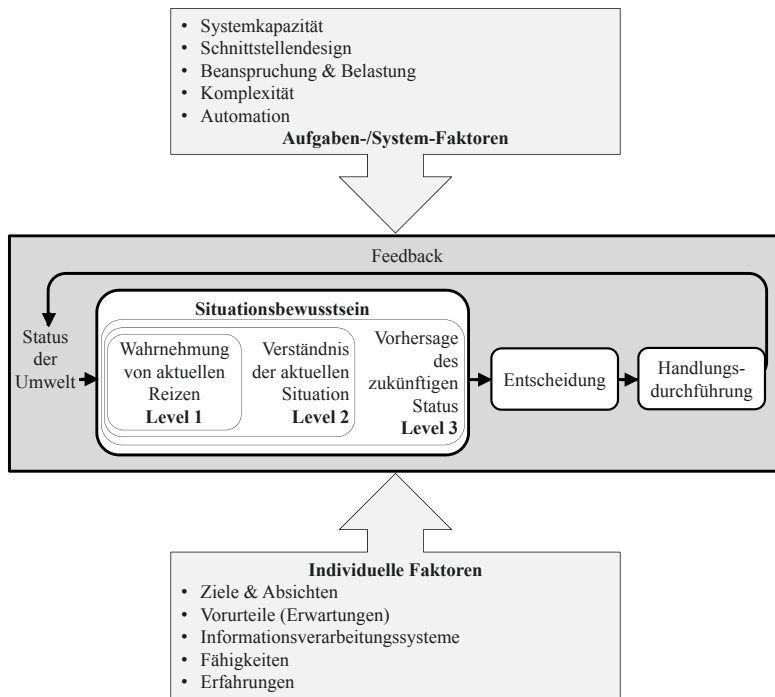 • Systemkapazität
• Schnittstellendesign
• Beanspruchung & Belastung
• Komplexität
• Automation
Aufgaben-/System-Faktoren
Feedback
Status
der
Umwelt
Situationsbewusstsein
Wahrnehmung
von aktuellen
Reizen
Level 1
Verständnis
der aktuellen
Situation
Level 2
Vorhersage
des
zukünftigen
Status
Level 3
Entscheidung
Handlungs-
durchführung
Individuelle Faktoren
• Ziele & Absichten
• Vorurteile (Erwartungen)
• Informationsverarbeitungssysteme
• Fähigkeiten
• Erfahrungen